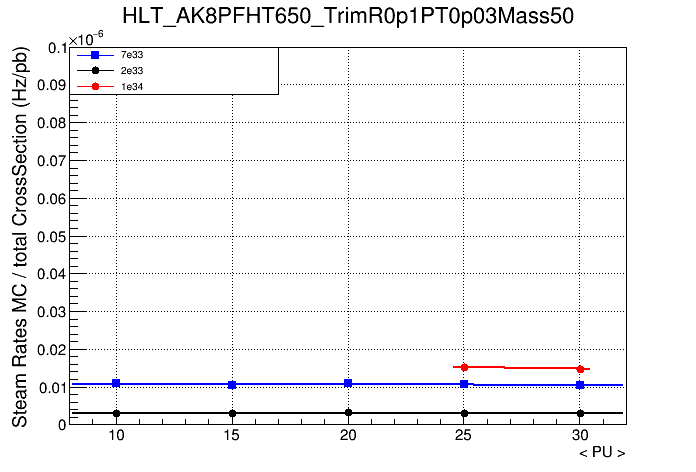 HLT_AK8PFHT650_TrimR0p1PT0p03Mass50
×10⁻⁶
Steam Rates MC / total CrossSection (Hz/pb)
7e33
2e33
1e34
0.1
0.09
0.08
0.07
0.06
0.05
0.04
0.03
0.02
0.01
0
10 15 20 25 30
< PU >